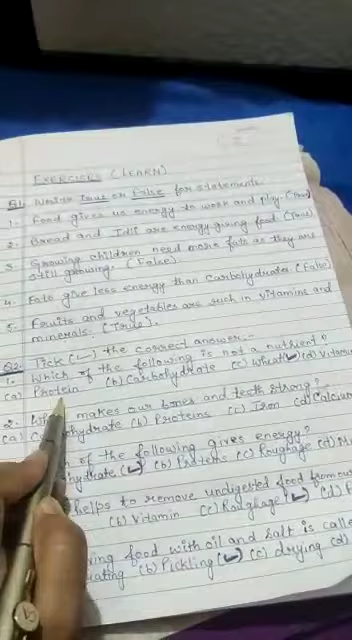 EXERCISES (LEARN)
Q1. Write True or False for statements.
1. Food gives us energy to work and play. (True)
2. Bread and Idli are energy-giving food. (True)
3. Growing children need more fats as they are
still growing. (False)
4. Fats give less energy than Carbohydrates. (False)
5. Fruits and vegetables are such in vitamins and
minerals. (True).
Q2. Tick (✓) the correct answer.
1. Which of the following is not a nutrient?
(a) Protein (b) Carbohydrate (c) Wheat ✓ (d)
2. makes our bones and teeth strong?
(a) hydrate (b) Proteins (c) Iron (d) Calcium
of the following gives energy?
hydrate (✓) (b) Proteins (c) Roughage (d)
helps to remove undigested food from
(b) Vitamin (c) Roughage (✓) (d)
food with oil and salt is
(b) Pickling (✓) (c) drying (d)